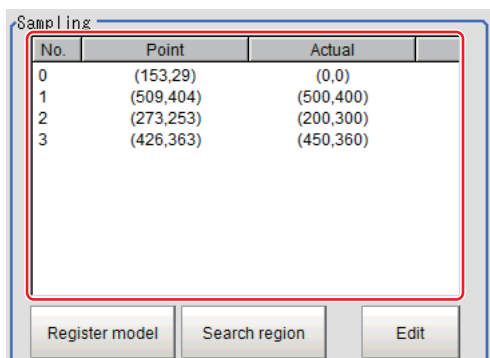 Sampling
No. Point Actual
0 (153,29) (0,0)
1 (509,404) (500,400)
2 (273,253) (200,300)
3 (426,363) (450,360)
Register model Search region Edit